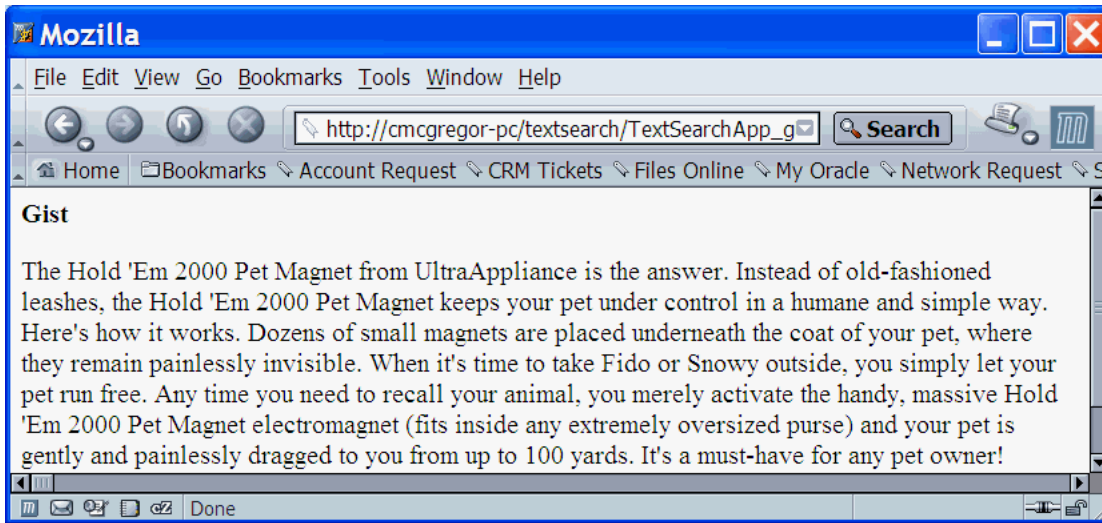 Mozilla
File Edit View Go Bookmarks Tools Window Help
http://cmcgregor-pc/textsearch/TextSearchApp_g Search
Home Bookmarks Account Request CRM Tickets Files Online My Oracle Network Request S
Gist
The Hold 'Em 2000 Pet Magnet from UltraAppliance is the answer. Instead of old-fashioned
leashes, the Hold 'Em 2000 Pet Magnet keeps your pet under control in a humane and simple way.
Here's how it works. Dozens of small magnets are placed underneath the coat of your pet, where
they remain painlessly invisible. When it's time to take Fido or Snowy outside, you simply let your
pet run free. Any time you need to recall your animal, you merely activate the handy, massive Hold
'Em 2000 Pet Magnet electromagnet (fits inside any extremely oversized purse) and your pet is
gently and painlessly dragged to you from up to 100 yards. It's a must-have for any pet owner!
Done